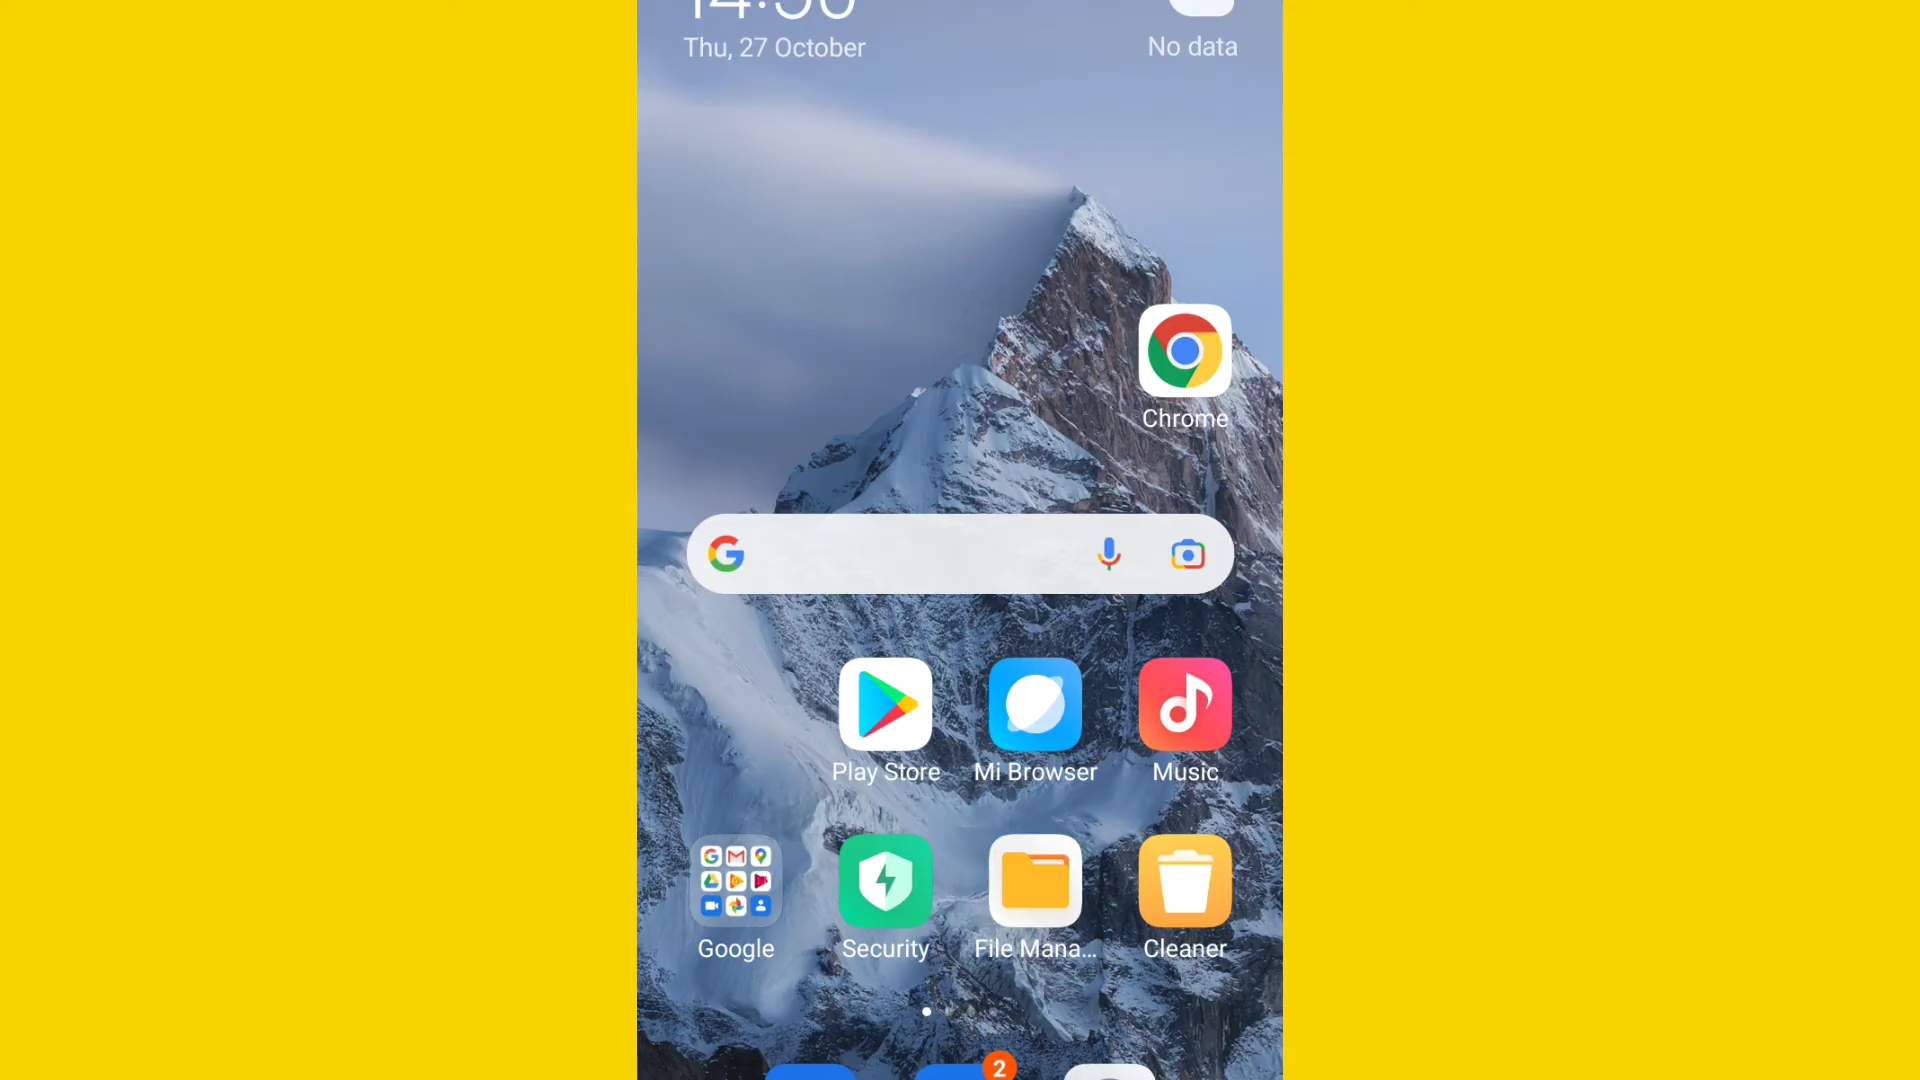 Thu, 27 October
No data
Chrome
Play Store
Mi Browser
Music
Google
Security
File Mana...
Cleaner
2